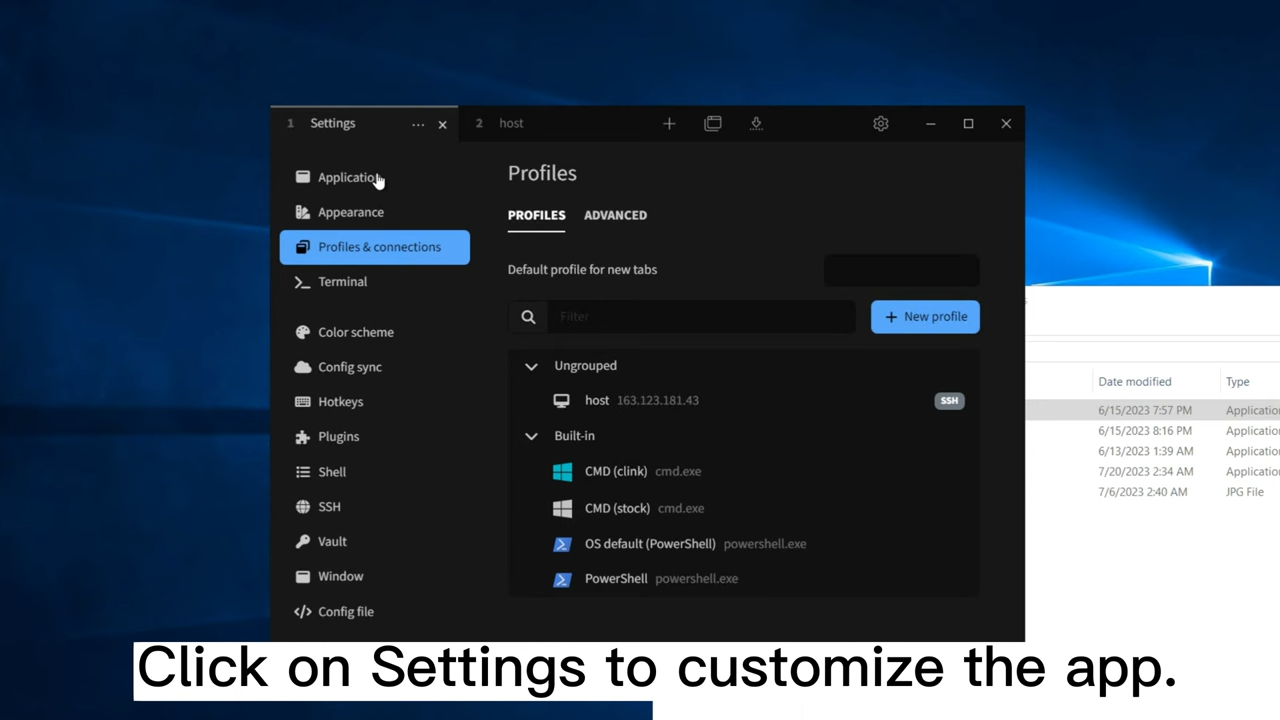 1 Settings ··· 2 host
Application
Appearance
Profiles & connections
Terminal
Color scheme
Config sync
Hotkeys
Plugins
Shell
SSH
Vault
Window
Config file
Profiles
PROFILES ADVANCED
Default profile for new tabs
Filter
+ New profile
Ungrouped
host 163.123.181.43 SSH
Built-in
CMD (clink) cmd.exe
CMD (stock) cmd.exe
OS default (PowerShell) powershell.exe
PowerShell powershell.exe
Date modified Type
6/15/2023 7:57 PM Applicatio
6/15/2023 8:16 PM Applicatio
6/13/2023 1:39 AM Applicatio
7/20/2023 2:34 AM Applicatio
7/6/2023 2:40 AM JPG File
Click on Settings to customize the app.